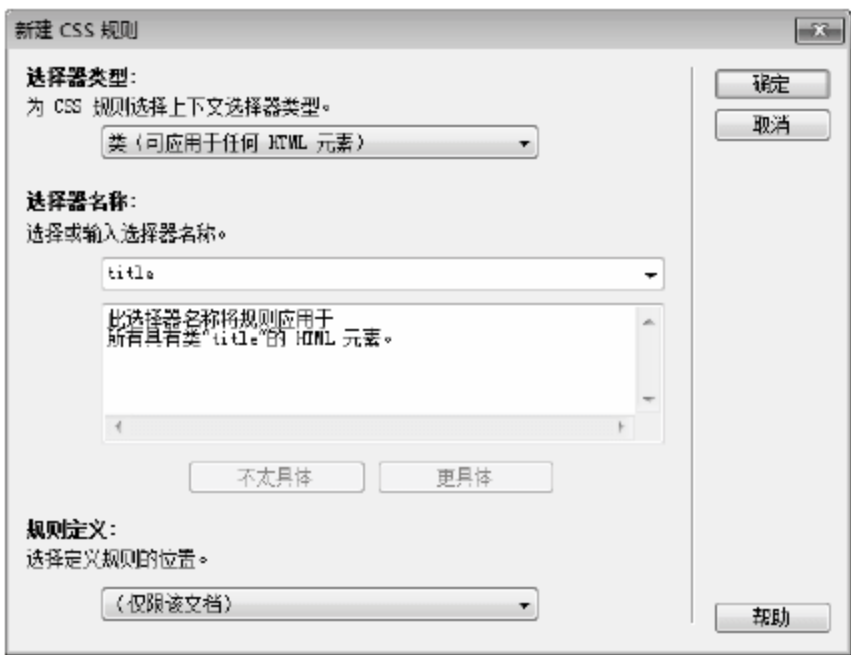 新建 CSS 规则
选择器类型:
确定
为 CSS 规则选择上下文选择器类型。
取消
类（可应用于任何 HTML 元素）
选择器名称:
选择或输入选择器名称。
title
此选择器名称将规则应用于
所有具有类“title”的 HTML 元素。
不太具体
更具体
规则定义:
选择定义规则的位置。
（仅限该文档）
帮助